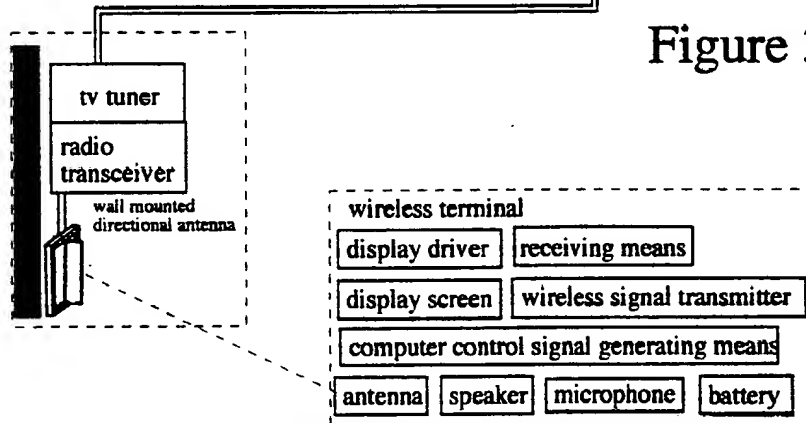 Figure
tv tuner
radio
transceiver
wall mounted
directional antenna
wireless terminal
display driver
receiving means
display screen
wireless signal transmitter
computer control signal generating means
antenna
speaker
microphone
battery